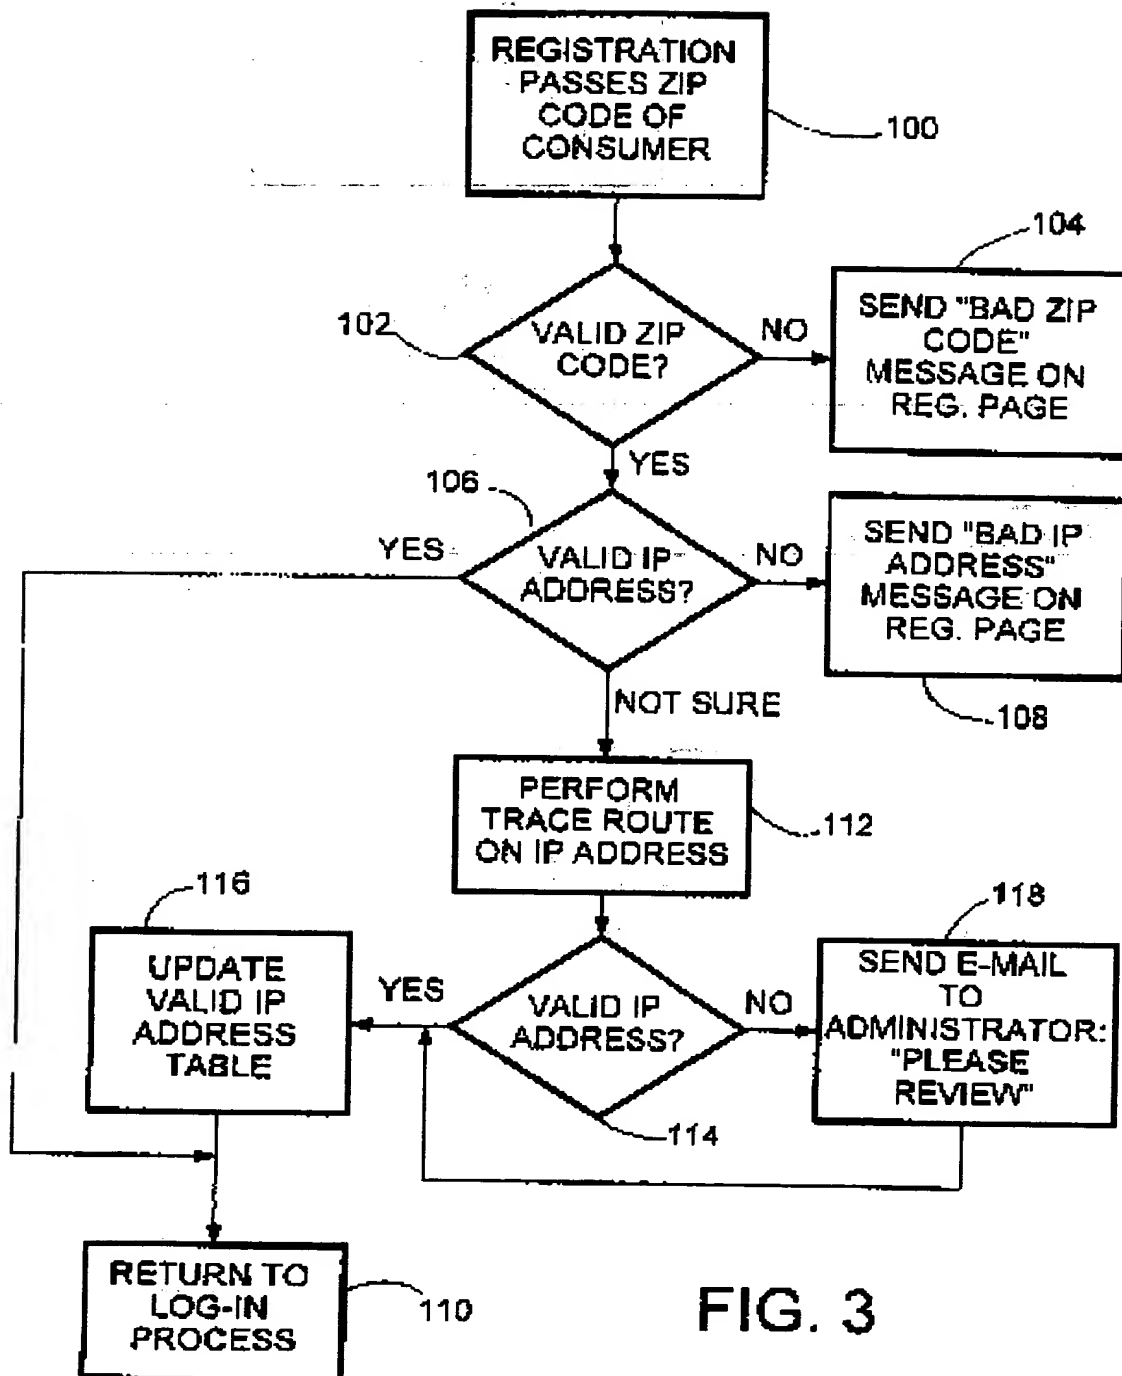 REGISTRATION
PASSES ZIP
CODE OF
CONSUMER
100
104
102
VALID ZIP
CODE?
NO
SEND "BAD ZIP
CODE"
MESSAGE ON
REG. PAGE
YES
106
YES
VALID IP
ADDRESS?
NO
SEND "BAD IP
ADDRESS"
MESSAGE ON
REG. PAGE
108
NOT SURE
PERFORM
TRACE ROUTE
ON IP ADDRESS
112
116
118
UPDATE
VALID IP
ADDRESS
TABLE
YES
VALID IP
ADDRESS?
NO
SEND E-MAIL
TO
ADMINISTRATOR:
"PLEASE
REVIEW"
114
RETURN TO
LOG-IN
PROCESS
110
FIG. 3